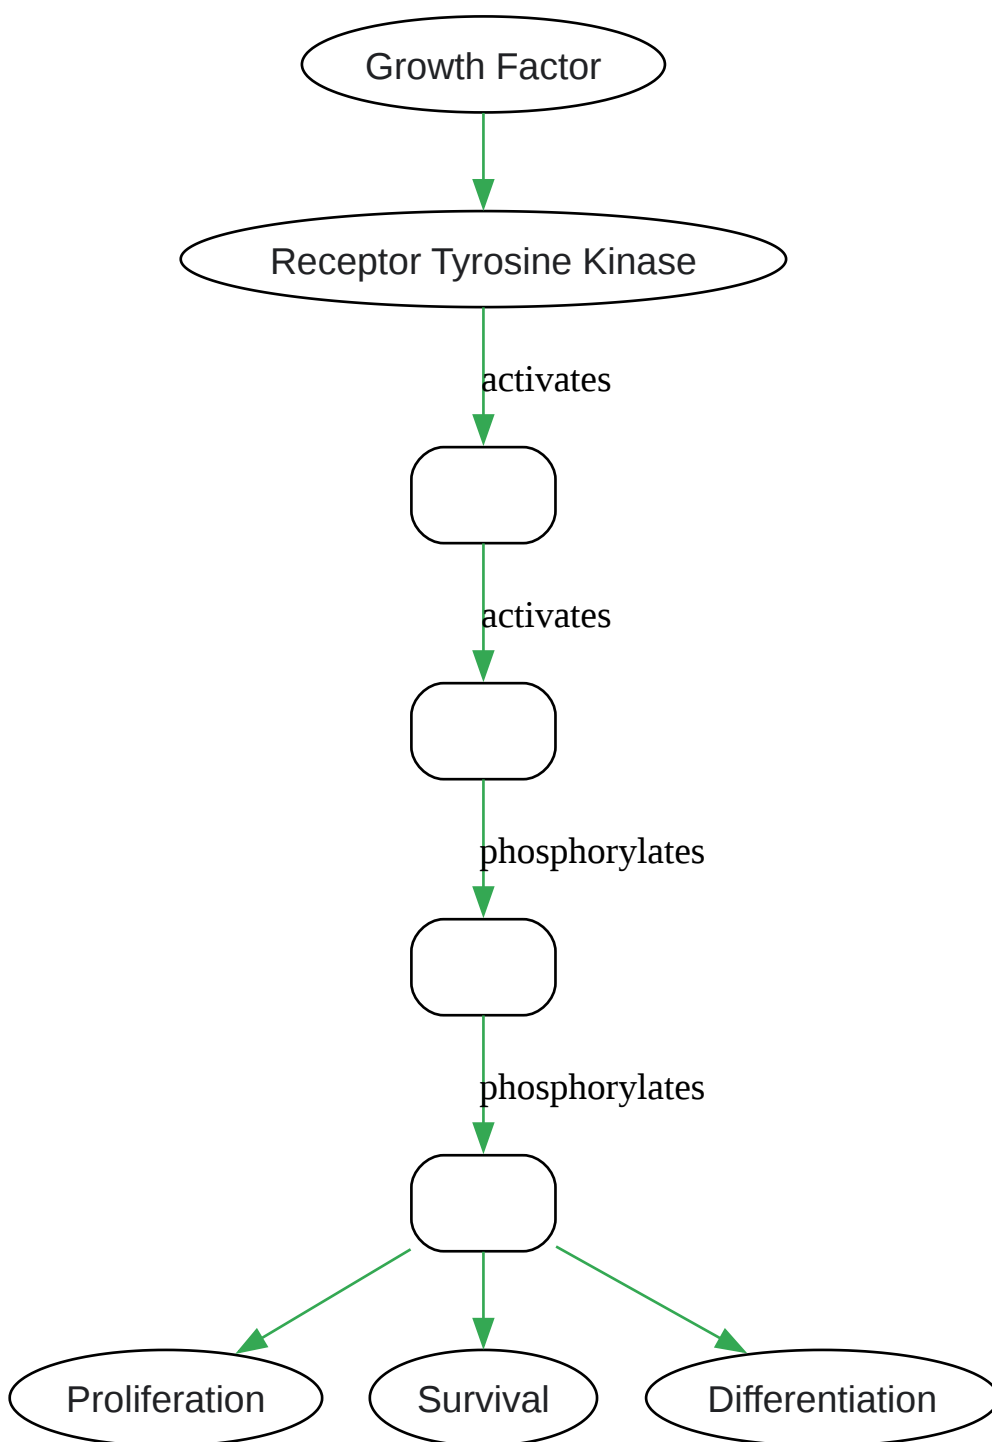 Growth Factor
Receptor Tyrosine Kinase
activates
activates
phosphorylates
phosphorylates
Proliferation
Survival
Differentiation